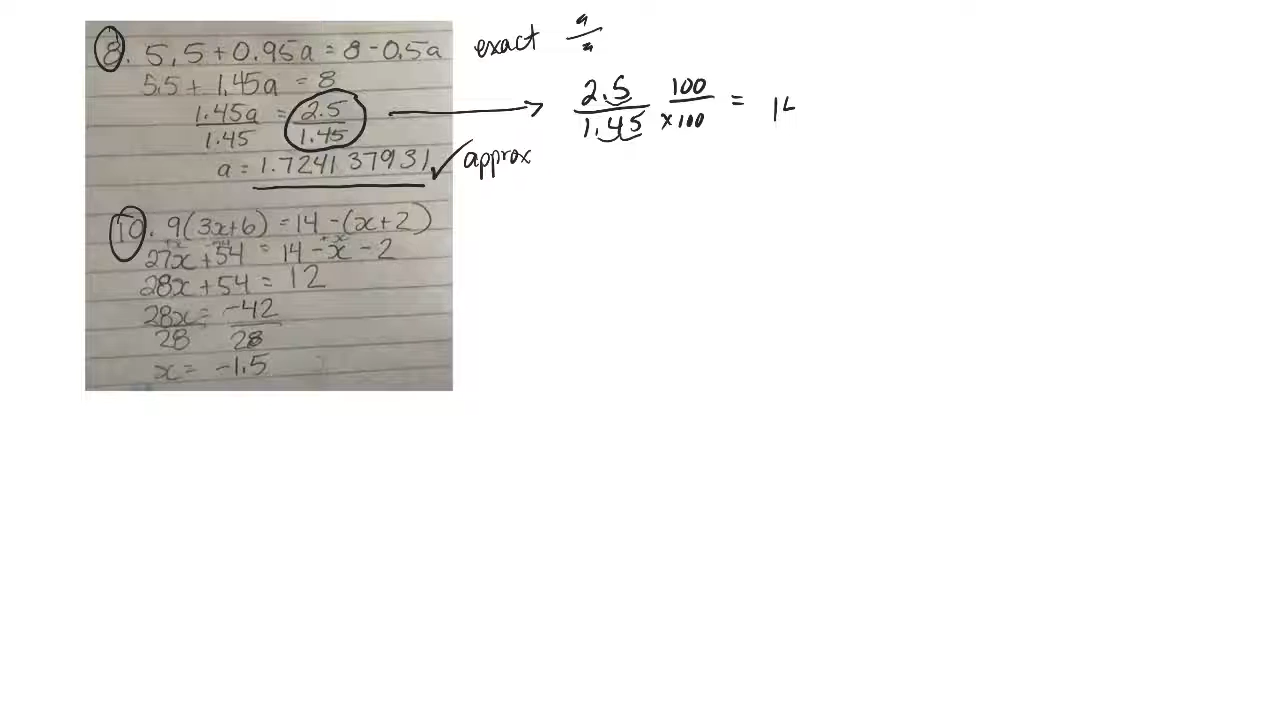 8. 5.5 + 0.95a = 8 - 0.5a
5.5 + 1.45a = 8
1.45a = 2.5
1.45 1.45
a = 1.724137931 ✓ approx
exact a/a
2.5/1.45 100/×100 = 14
10. 9(3x+6) = 14 - (x+2)
27x + 54 = 14 - x - 2
28x + 54 = 12
28x = -42
28 28
x = -1.5